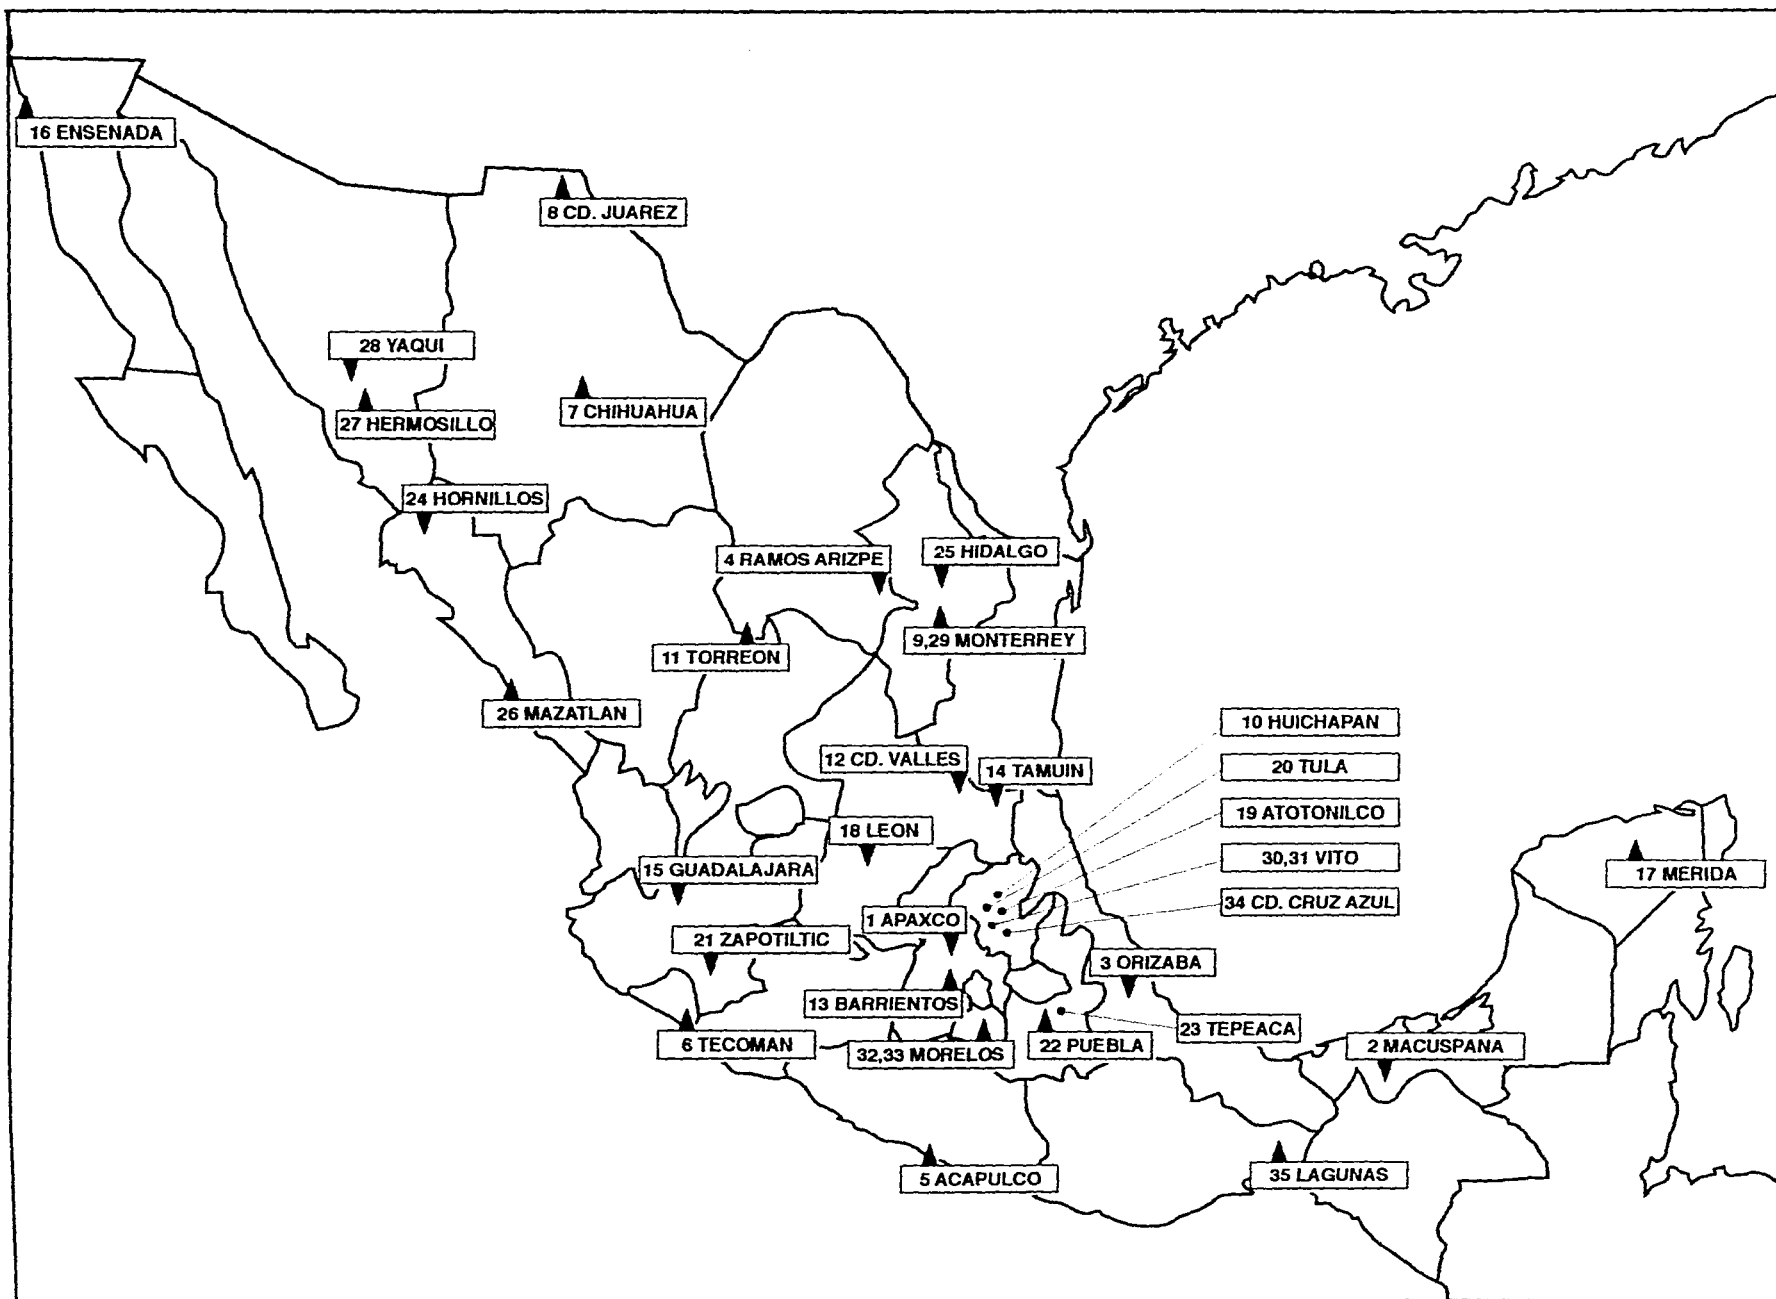 16 ENSENADA
8 CD. JUAREZ
28 YAQUI
7 CHIHUAHUA
27 HERMOSILLO
24 HORNILLOS
4 RAMOS ARIZPE
25 HIDALGO
9,29 MONTERREY
11 TORREON
26 MAZATLAN
10 HUICHAPAN
12 CD. VALLES
14 TAMUIN
20 TULA
19 ATOTONILCO
18 LEON
30,31 VITO
15 GUADALAJARA
17 MERIDA
34 CD. CRUZ AZUL
1 APAXCO
21 ZAPOTILTIC
3 ORIZABA
13 BARRIENTOS
23 TEPEACA
6 TECOMAN
32,33 MORELOS
22 PUEBLA
2 MACUSPANA
5 ACAPULCO
35 LAGUNAS